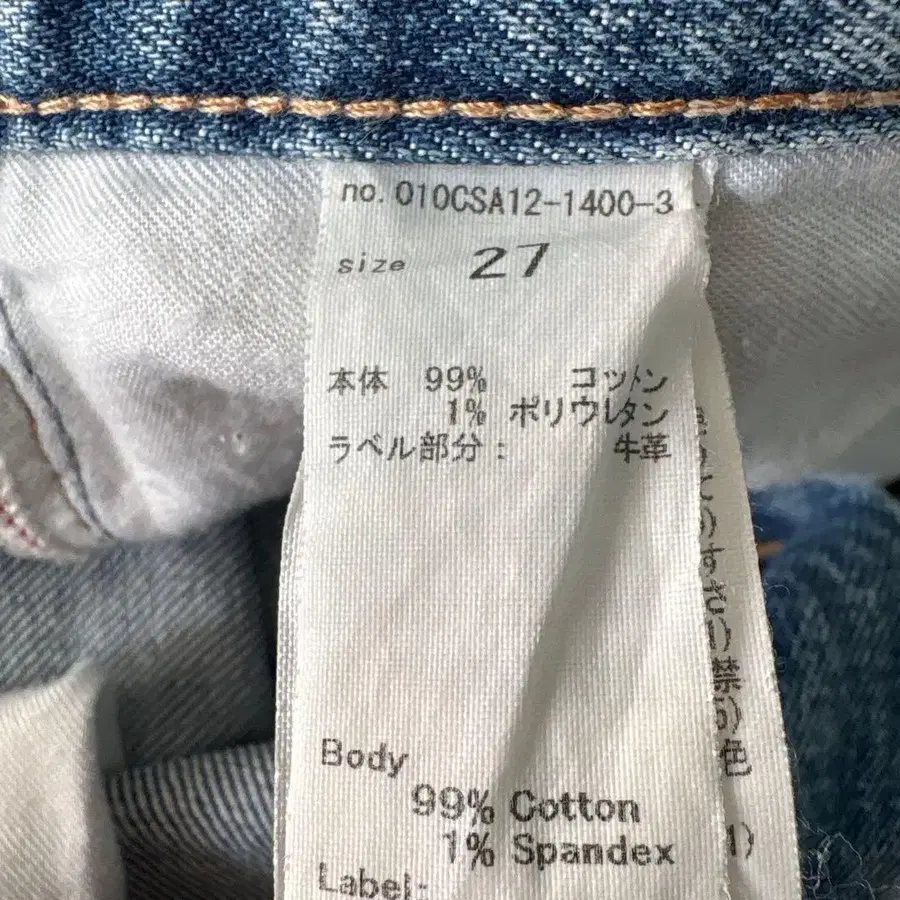 no. 010CSA12-1400-3
size 27
本体 99% コットン
1% ポリウレタン
ラベル部分: 牛革
Body
99% Cotton
1% Spandex
Label: